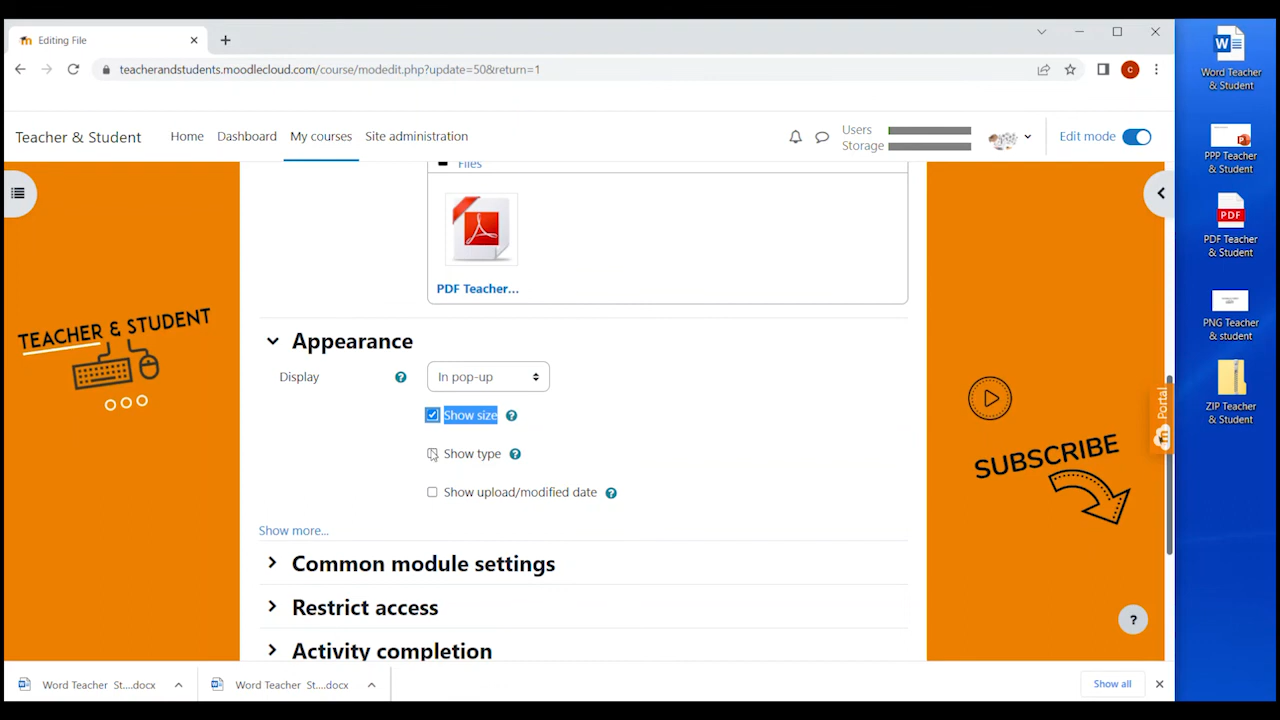 Editing File
teacherandstudents.moodlecloud.com/course/modedit.php?update=50&return=1
C
Teacher & Student
Home
Dashboard
My courses
Site administration
Users
Storage
Edit mode
Files
PDF Teacher...
Appearance
Display
?
In pop-up
Show size
?
Show type
?
Show upload/modified date
?
Show more...
Common module settings
Restrict access
Activity completion
TEACHER & STUDENT
SUBSCRIBE
Portal
?
Word Teacher St....docx
Word Teacher St....docx
Show all
W
Word Teacher
& Student
P
PPP Teacher
& Student
PDF
PDF Teacher
& Student
PNG Teacher
& student
ZIP Teacher
& Student